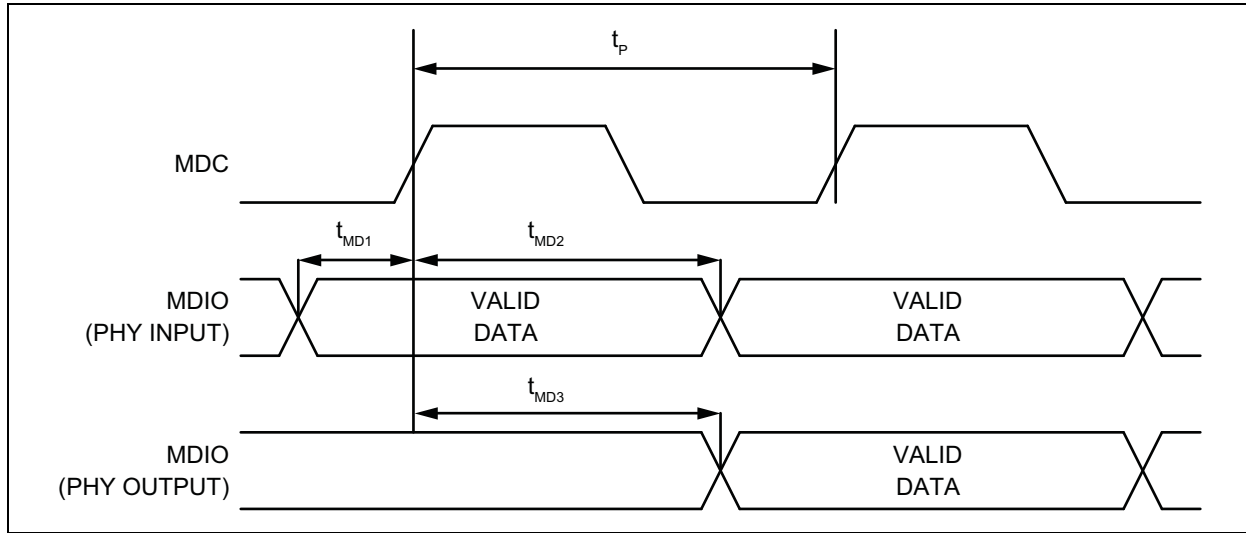 tP
MDC
tMD1
tMD2
MDIO
(PHY INPUT)
VALID
DATA
VALID
DATA
tMD3
MDIO
(PHY OUTPUT)
VALID
DATA